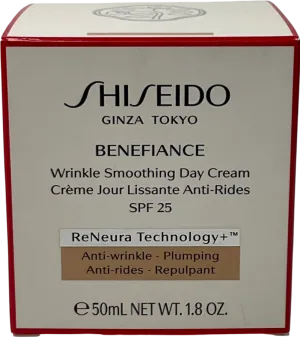 SHISEIDO
GINZA TOKYO
BENEFIANCE
Wrinkle Smoothing Day Cream
Crème Jour Lissante Anti-Rides
SPF 25
ReNeura Technology+™
Anti-wrinkle - Plumping
Anti-rides - Repulpant
℮50mL NET WT. 1.8 OZ.